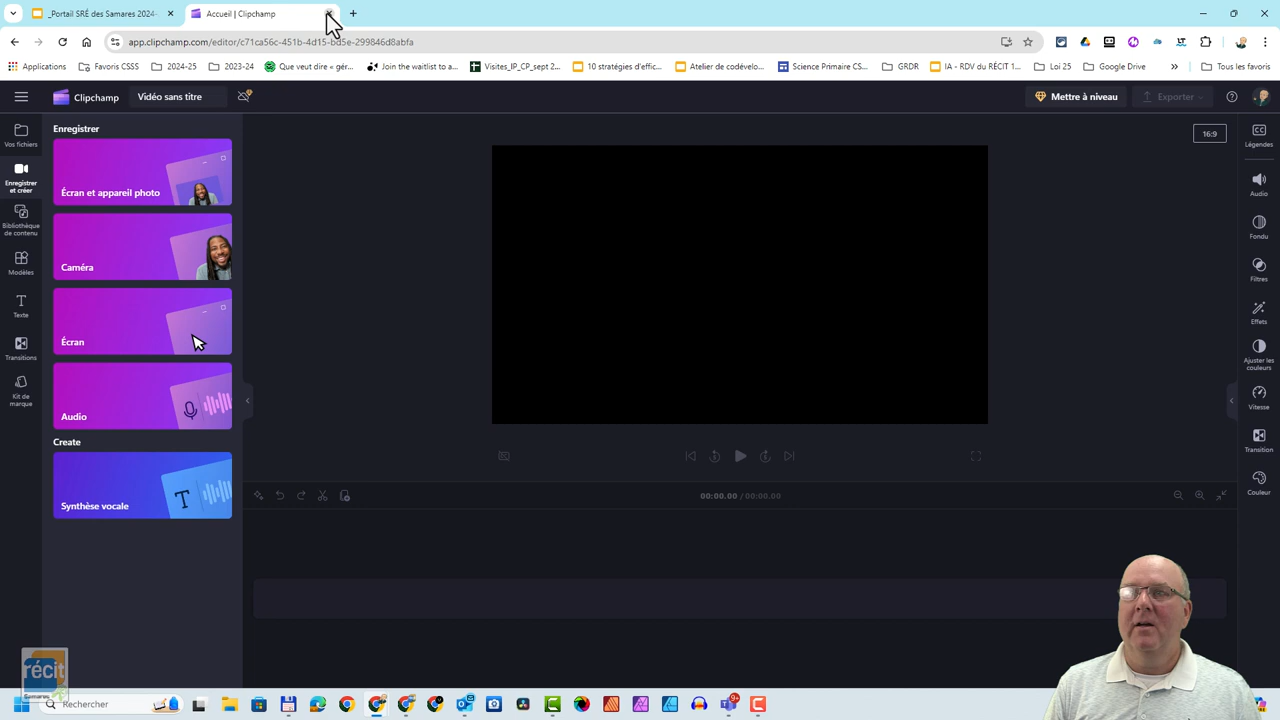 _Portail SRÉ des Samares 2024-
Accueil | Clipchamp
app.clipchamp.com/editor/c71ca56c-451b-4d15-bd5e-299846d8abfa
Applications
Favoris CSSS
2024-25
2023-24
Que veut dire « gér...
Join the waitlist to a...
Visites_IP_CP_sept 2...
10 stratégies d'effic...
Atelier de codévelo...
Science Primaire CS...
GRDR
IA - RDV du RÉCIT 1...
Loi 25
Google Drive
Tous les favoris
Clipchamp
Vidéo sans titre
Mettre à niveau
Exporter
Vos fichiers
Enregistrer
et créer
Bibliothèque
de contenu
Modèles
Texte
Transitions
Kit de
marque
Enregistrer
Écran et appareil photo
Caméra
Écran
Audio
Create
Synthèse vocale
16:9
00:00.00 / 00:00.00
Légendes
Audio
Fondu
Filtres
Effets
Ajuster les
couleurs
Vitesse
Transition
Couleur
récit
Samares
Rechercher
9+